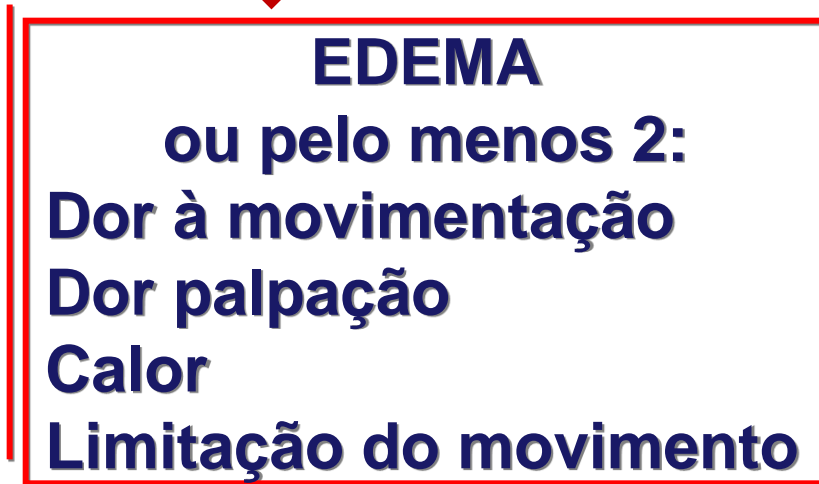 EDEMA
ou pelo menos 2:
Dor à movimentação
Dor palpação
Calor
Limitação do movimento